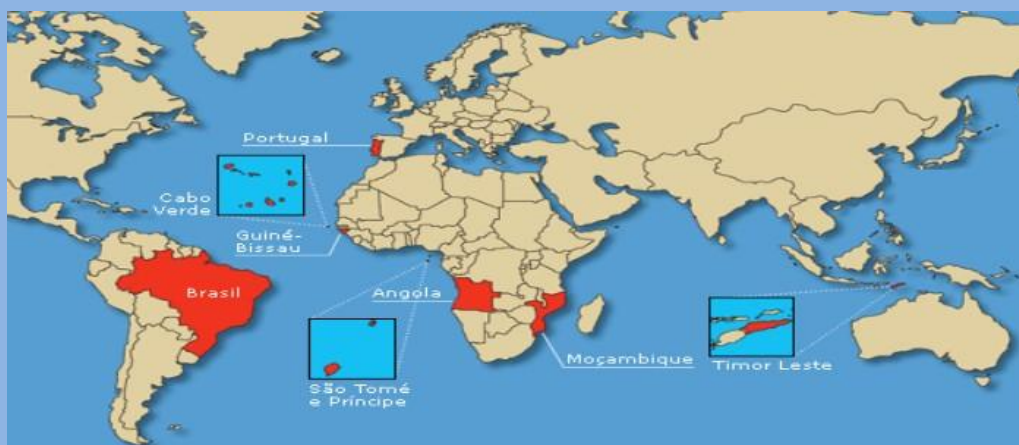 Portugal
Cabo
Verde
Guiné-
Bissau
Brasil
Angola
São Tomé
e Príncipe
Moçambique
Timor Leste